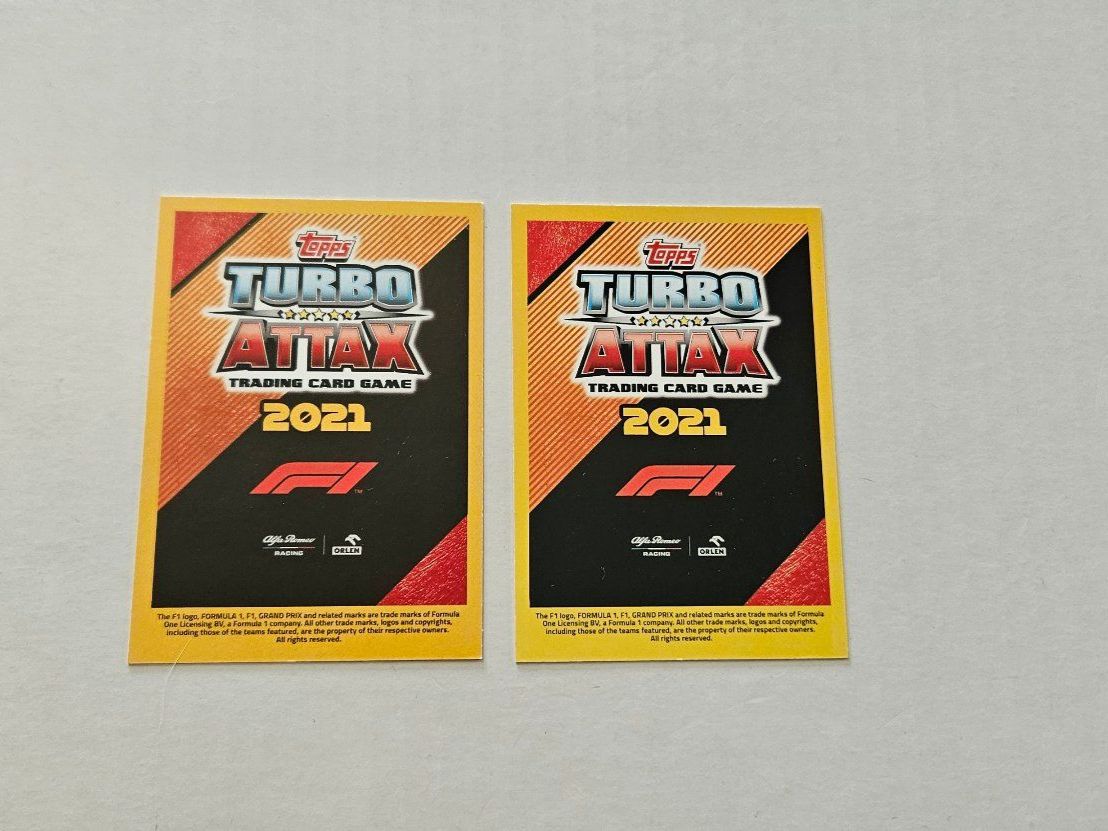 Topps
TURBO
ATTAX
TRADING CARD GAME
2021
F1™
Alfa Romeo
RACING
ORLEN
The F1 logo, FORMULA 1, F1, GRAND PRIX and related marks are trade marks of Formula
One Licensing BV, a Formula 1 company. All other trade marks, logos and copyrights,
including those of the teams featured, are the property of their respective owners.
All rights reserved.
Topps
TURBO
ATTAX
TRADING CARD GAME
2021
F1™
Alfa Romeo
RACING
ORLEN
The F1 logo, FORMULA 1, F1, GRAND PRIX and related marks are trade marks of Formula
One Licensing BV, a Formula 1 company. All other trade marks, logos and copyrights,
including those of the teams featured, are the property of their respective owners.
All rights reserved.